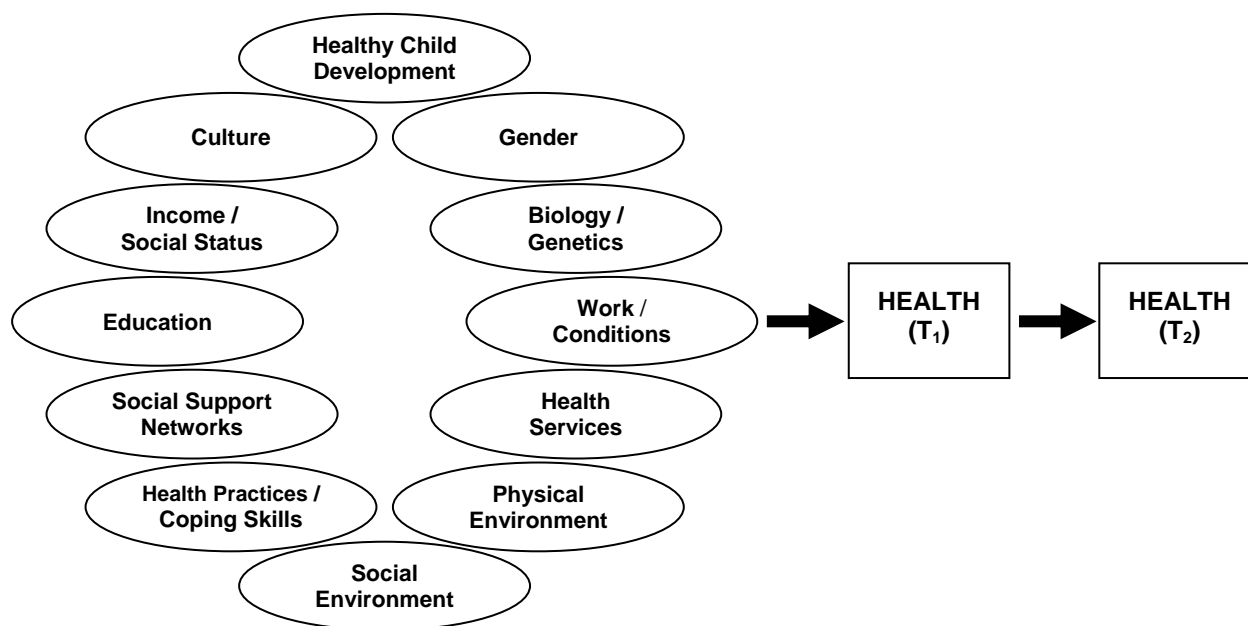 Healthy Child
Development
Culture
Gender
Income /
Social Status
Biology /
Genetics
Education
Work /
Conditions
HEALTH
(T₁)
HEALTH
(T₂)
Social Support
Networks
Health
Services
Health Practices /
Coping Skills
Physical
Environment
Social
Environment